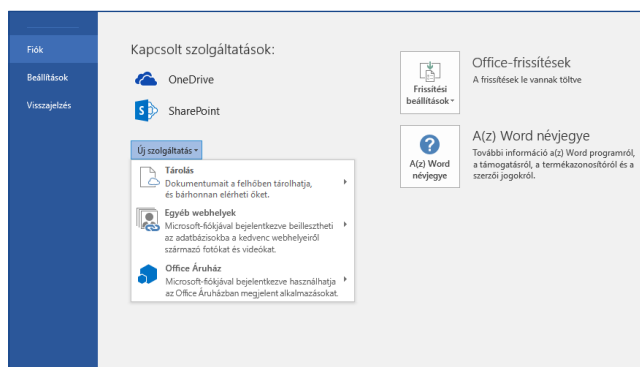 Fiók
Beállítások
Visszajelzés
Kapcsolt szolgáltatások:
OneDrive
SharePoint
Új szolgáltatás
Tárolás
Dokumentumait a felhőben tárolhatja,
és bárhonnan elérheti őket.
Egyéb webhelyek
Microsoft-fiókjával bejelentkezve beillesztheti
az adatbázisokba a kedvenc webhelyeiről
származó fotókat és videókat.
Office Áruház
Microsoft-fiókjával bejelentkezve használhatja
az Office Áruházban megjelent alkalmazásokat.
Frissítési
beállítások
Office-frissítések
A frissítések le vannak töltve
A(z) Word
névjegye
A(z) Word névjegye
További információ a(z) Word programról,
a támogatásról, a termékazonosítóról és a
szerzői jogokról.